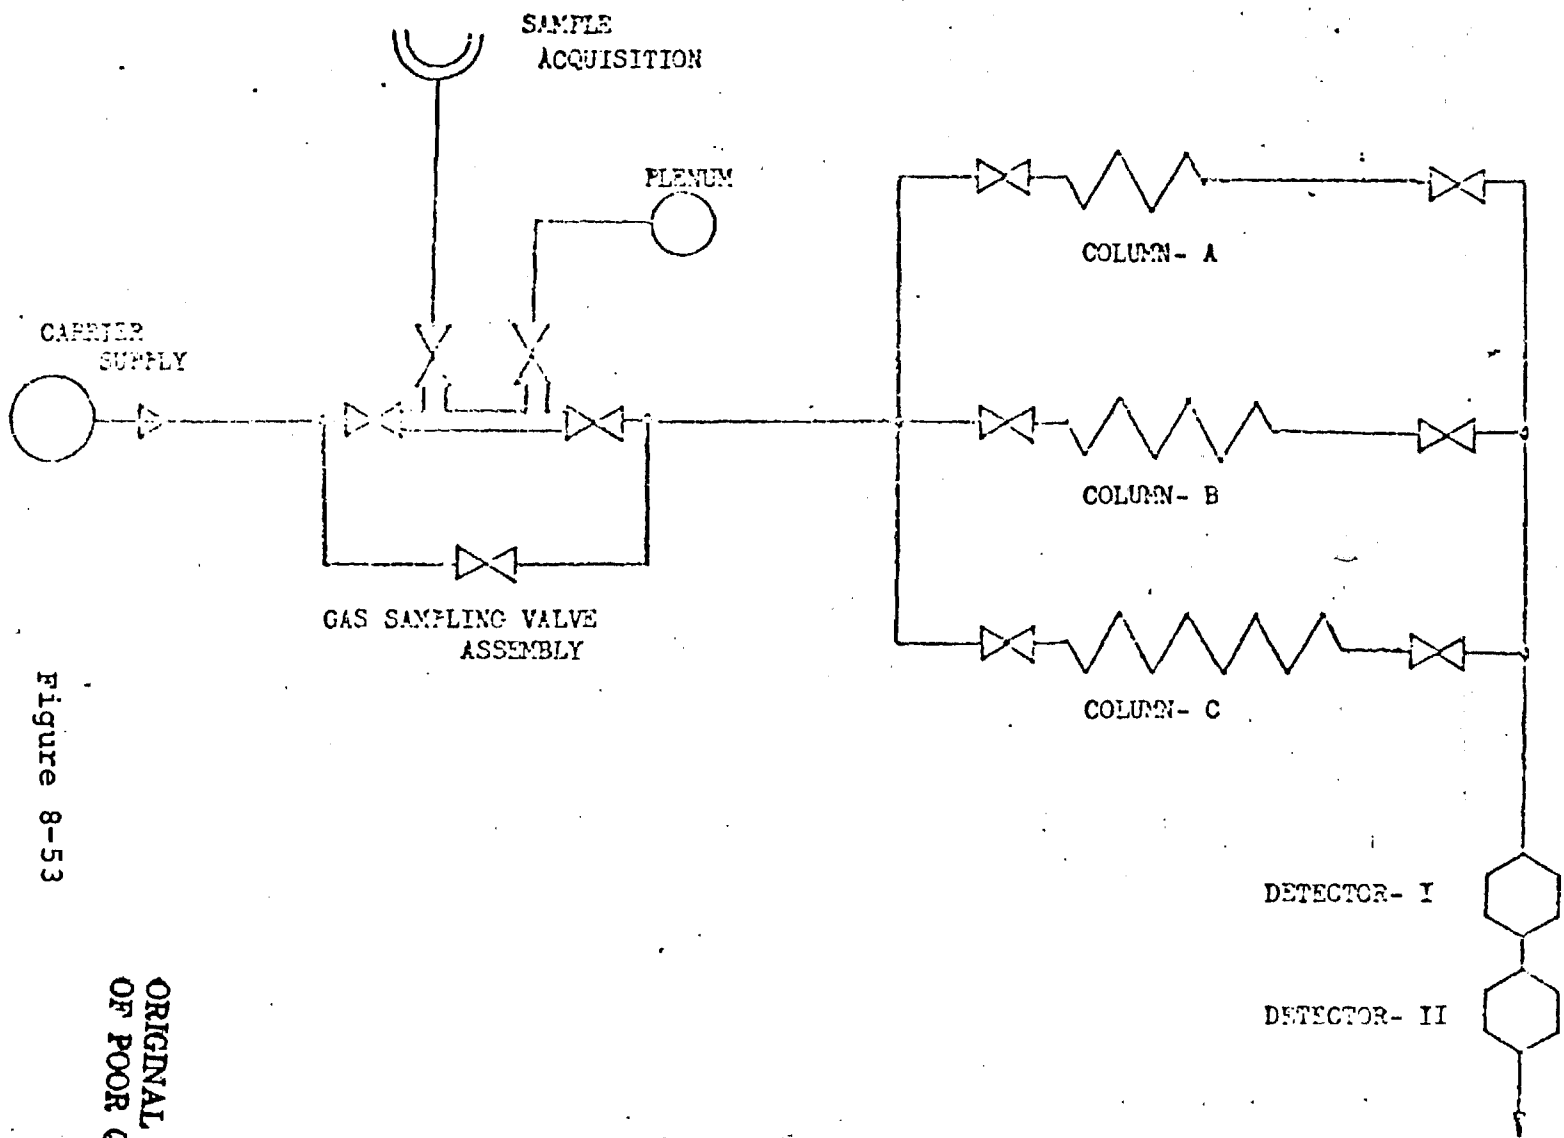 SAMPLE
ACQUISITION
PLENUM
CARRIER
SUPPLY
GAS SAMPLING VALVE
ASSEMBLY
COLUMN- A
COLUMN- B
COLUMN- C
DETECTOR- I
DETECTOR- II
Figure 8-53
ORIGINAL
OF POOR